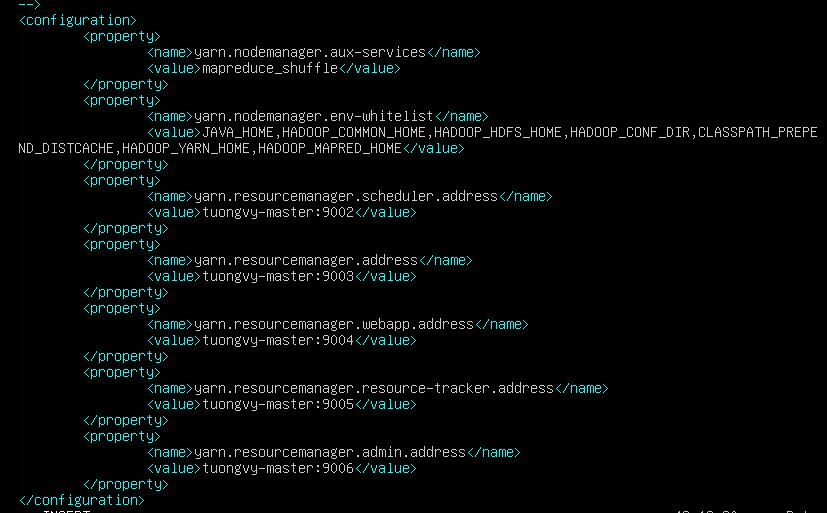 -->
<configuration>
<property>
<name>yarn.nodemanager.aux-services</name>
<value>mapreduce_shuffle</value>
</property>
<property>
<name>yarn.nodemanager.env-whitelist</name>
<value>JAVA_HOME,HADOOP_COMMON_HOME,HADOOP_HDFS_HOME,HADOOP_CONF_DIR,CLASSPATH_PREPE
ND_DISTCACHE,HADOOP_YARN_HOME,HADOOP_MAPRED_HOME</value>
</property>
<property>
<name>yarn.resourcemanager.scheduler.address</name>
<value>tuongvy-master:9002</value>
</property>
<property>
<name>yarn.resourcemanager.address</name>
<value>tuongvy-master:9003</value>
</property>
<property>
<name>yarn.resourcemanager.webapp.address</name>
<value>tuongvy-master:9004</value>
</property>
<property>
<name>yarn.resourcemanager.resource-tracker.address</name>
<value>tuongvy-master:9005</value>
</property>
<property>
<name>yarn.resourcemanager.admin.address</name>
<value>tuongvy-master:9006</value>
</property>
</configuration>